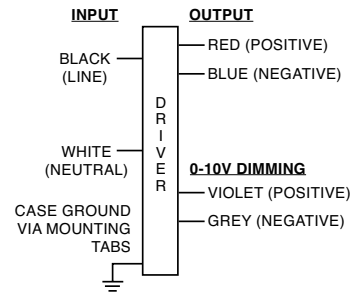 INPUT
OUTPUT
BLACK
(LINE)
WHITE
(NEUTRAL)
CASE GROUND
VIA MOUNTING
TABS
DRIVER
RED (POSITIVE)
BLUE (NEGATIVE)
0-10V DIMMING
VIOLET (POSITIVE)
GREY (NEGATIVE)